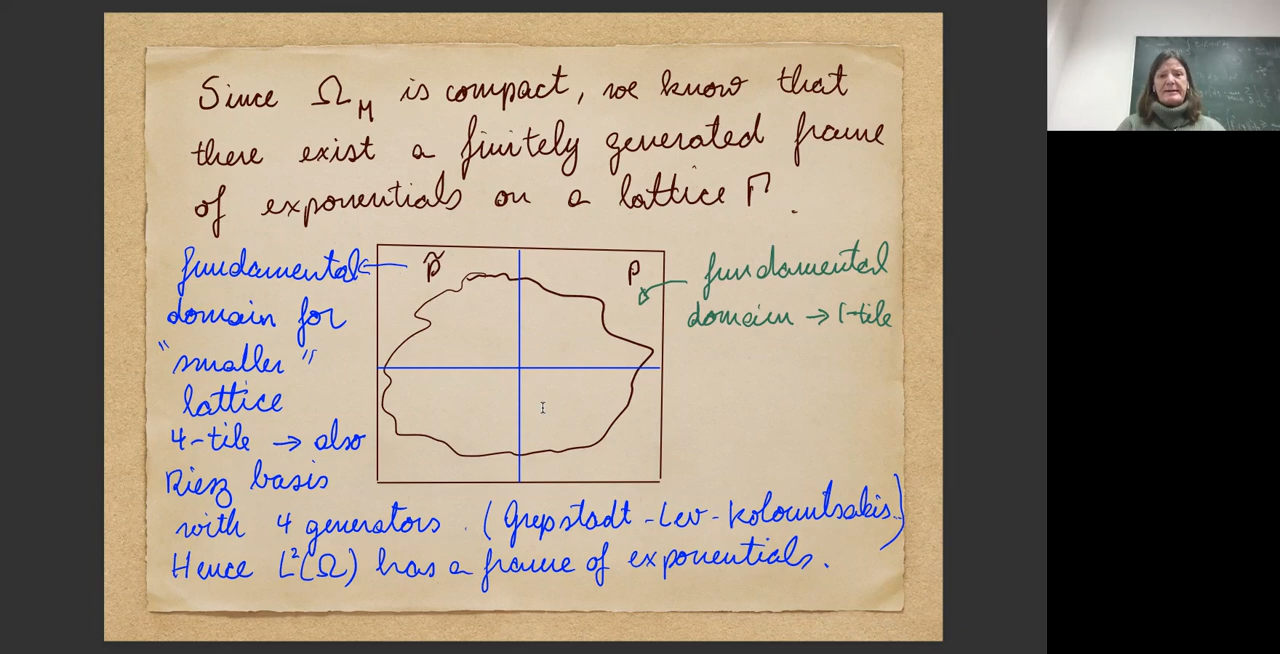 Since Ω_M is compact, we know that
there exist a finitely generated frame
of exponentials on a lattice Γ.
fundamental ← P̃
domain for
"smaller"
lattice
4-tile → also
Riesz basis
with 4 generators. (Grepstadt-Lev-Kolountsakis)
Hence L²(Ω) has a frame of exponentials.
P
fundamental
domain → 1-tile